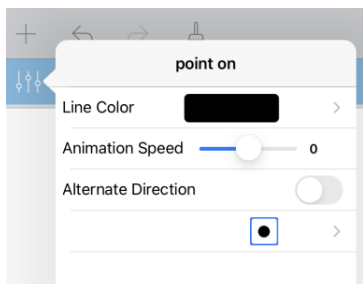 point on
Line Color
Animation Speed 0
Alternate Direction